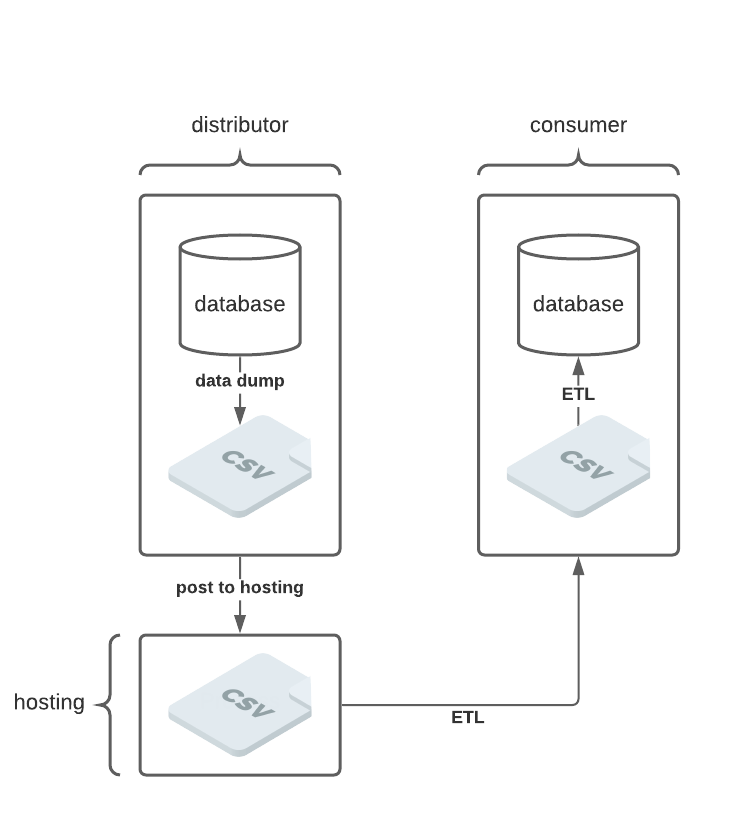 distributor
consumer
database
database
data dump
ETL
CSV
CSV
post to hosting
hosting
CSV
ETL